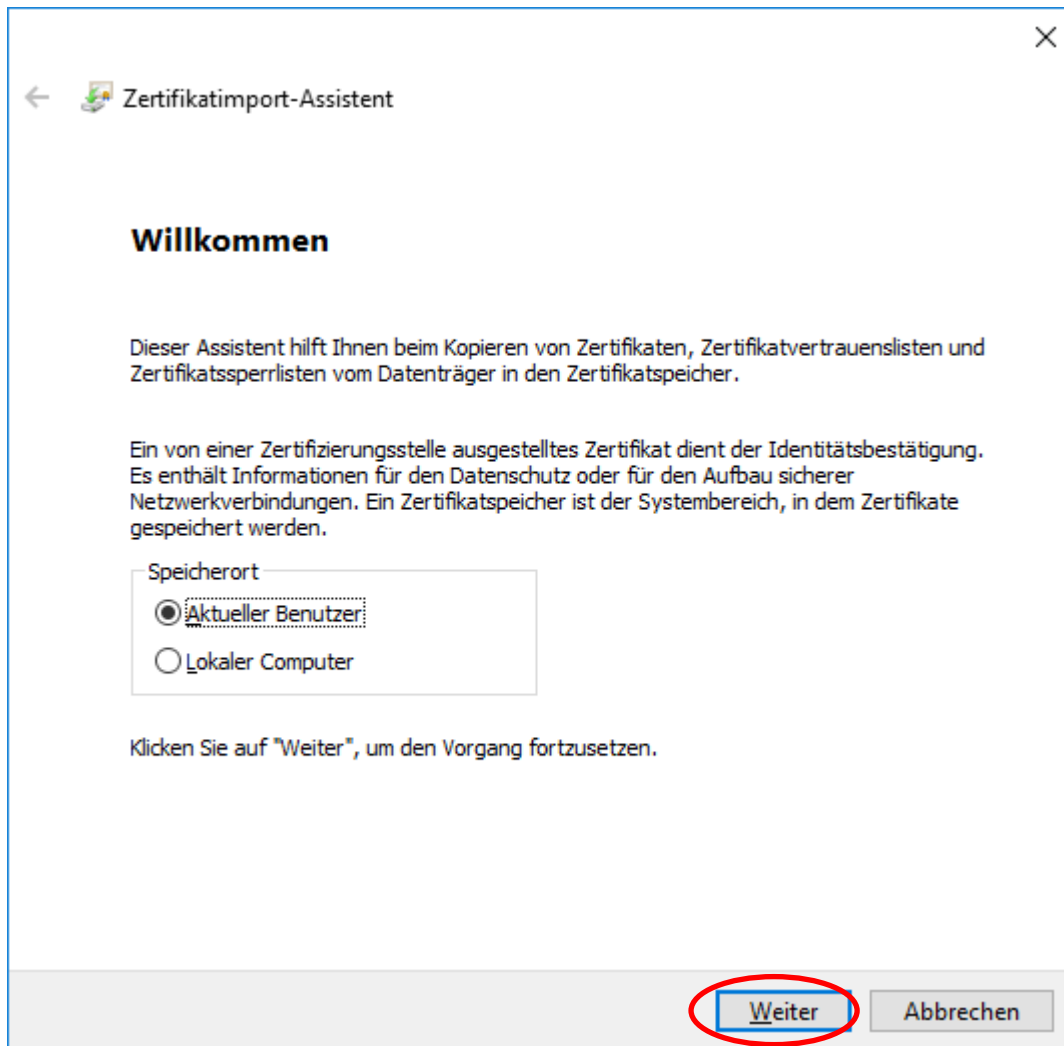 Zertifikatimport-Assistent
Willkommen
Dieser Assistent hilft Ihnen beim Kopieren von Zertifikaten, Zertifikatvertrauenslisten und
Zertifikatssperrlisten vom Datenträger in den Zertifikatspeicher.
Ein von einer Zertifizierungsstelle ausgestelltes Zertifikat dient der Identitätsbestätigung.
Es enthält Informationen für den Datenschutz oder für den Aufbau sicherer
Netzwerkverbindungen. Ein Zertifikatspeicher ist der Systembereich, in dem Zertifikate
gespeichert werden.
Speicherort
Aktueller Benutzer
Lokaler Computer
Klicken Sie auf "Weiter", um den Vorgang fortzusetzen.
Weiter
Abbrechen